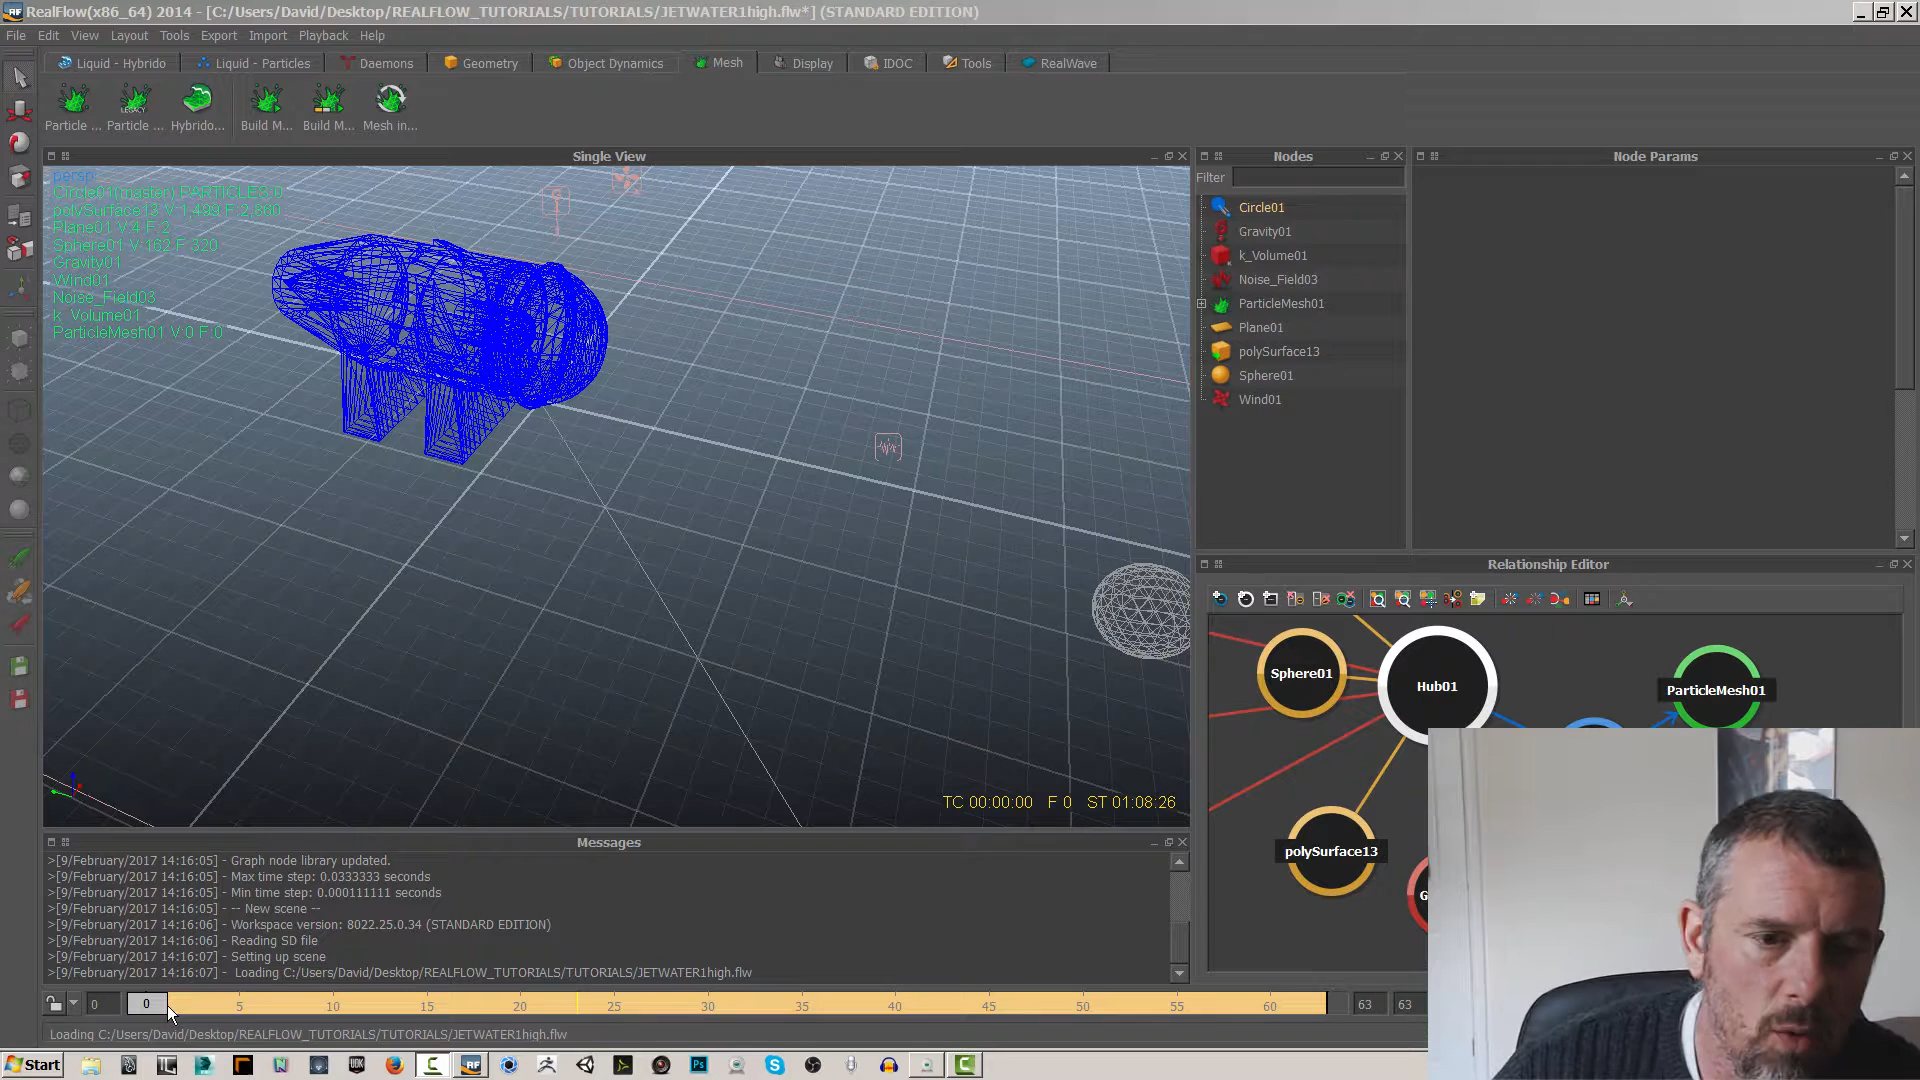 RealFlow(x86_64) 2014 - [C:/Users/David/Desktop/REALFLOW_TUTORIALS/TUTORIALS/JETWATER1high.flw*] (STANDARD EDITION)
File Edit View Layout Tools Export Import Playback Help
Liquid - Hybrido Liquid - Particles Daemons Geometry Object Dynamics Mesh Display IDOC Tools RealWave
LEGACY
Particle ... Particle ... Hybrido... Build M... Build M... Mesh in...
Single View
Nodes
Node Params
persp
Circle01(master) PARTICLES:0
polySurface13 V:1,499 F:2,660
Plane01 V:4 F:2
Sphere01 V:162 F:320
Gravity01
Wind01
Noise_Field03
k_Volume01
ParticleMesh01 V:0 F:0
Filter
Circle01
Gravity01
k_Volume01
Noise_Field03
ParticleMesh01
Plane01
polySurface13
Sphere01
Wind01
Relationship Editor
Sphere01
Hub01
ParticleMesh01
polySurface13
G
TC 00:00:00 F 0 ST 01:08:26
Messages
>[9/February/2017 14:16:05] - Graph node library updated.
>[9/February/2017 14:16:05] - Max time step: 0.0333333 seconds
>[9/February/2017 14:16:05] - Min time step: 0.000111111 seconds
>[9/February/2017 14:16:05] - -- New scene --
>[9/February/2017 14:16:06] - Workspace version: 8022.25.0.34 (STANDARD EDITION)
>[9/February/2017 14:16:06] - Reading SD file
>[9/February/2017 14:16:07] - Setting up scene
>[9/February/2017 14:16:07] - Loading C:/Users/David/Desktop/REALFLOW_TUTORIALS/TUTORIALS/JETWATER1high.flw
0 0 5 10 15 20 25 30 35 40 45 50 55 60 63 63
Loading C:/Users/David/Desktop/REALFLOW_TUTORIALS/TUTORIALS/JETWATER1high.flw
Start